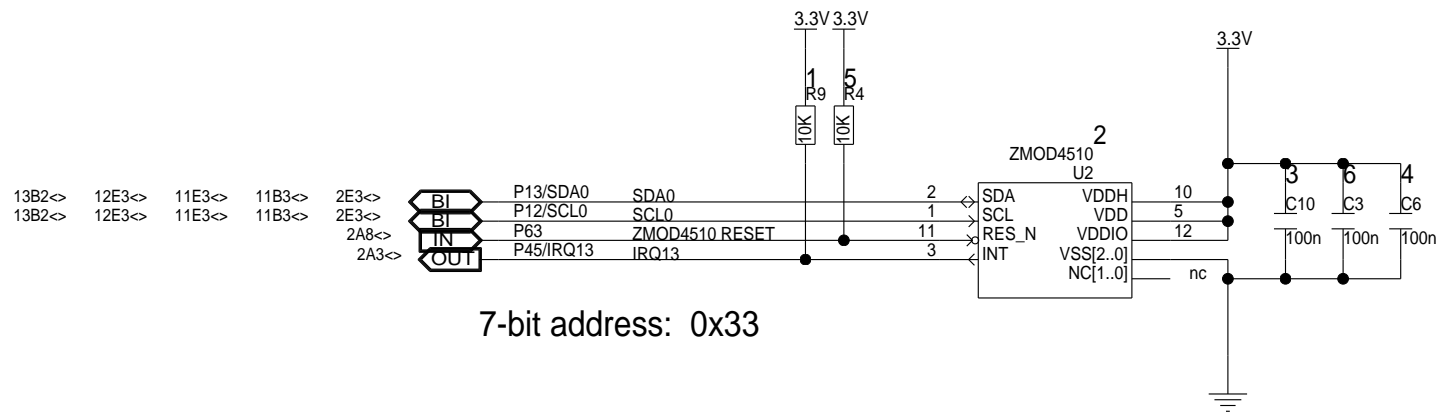 3.3V 3.3V
3.3V
1 5
R9 R4
10K 10K
2
ZMOD4510
U2
3 6 4
C10 C3 C6
100n 100n 100n
13B2<> 12E3<> 11E3<> 11B3<> 2E3<> BI P13/SDA0 SDA0 2 SDA VDDH 10
13B2<> 12E3<> 11E3<> 11B3<> 2E3<> BI P12/SCL0 SCL0 1 SCL VDD 5
2A8<> IN P63 ZMOD4510 RESET 11 RES_N VDDIO 12
2A3<> OUT P45/IRQ13 IRQ13 3 INT VSS[2..0]
NC[1..0] nc
7-bit address: 0x33